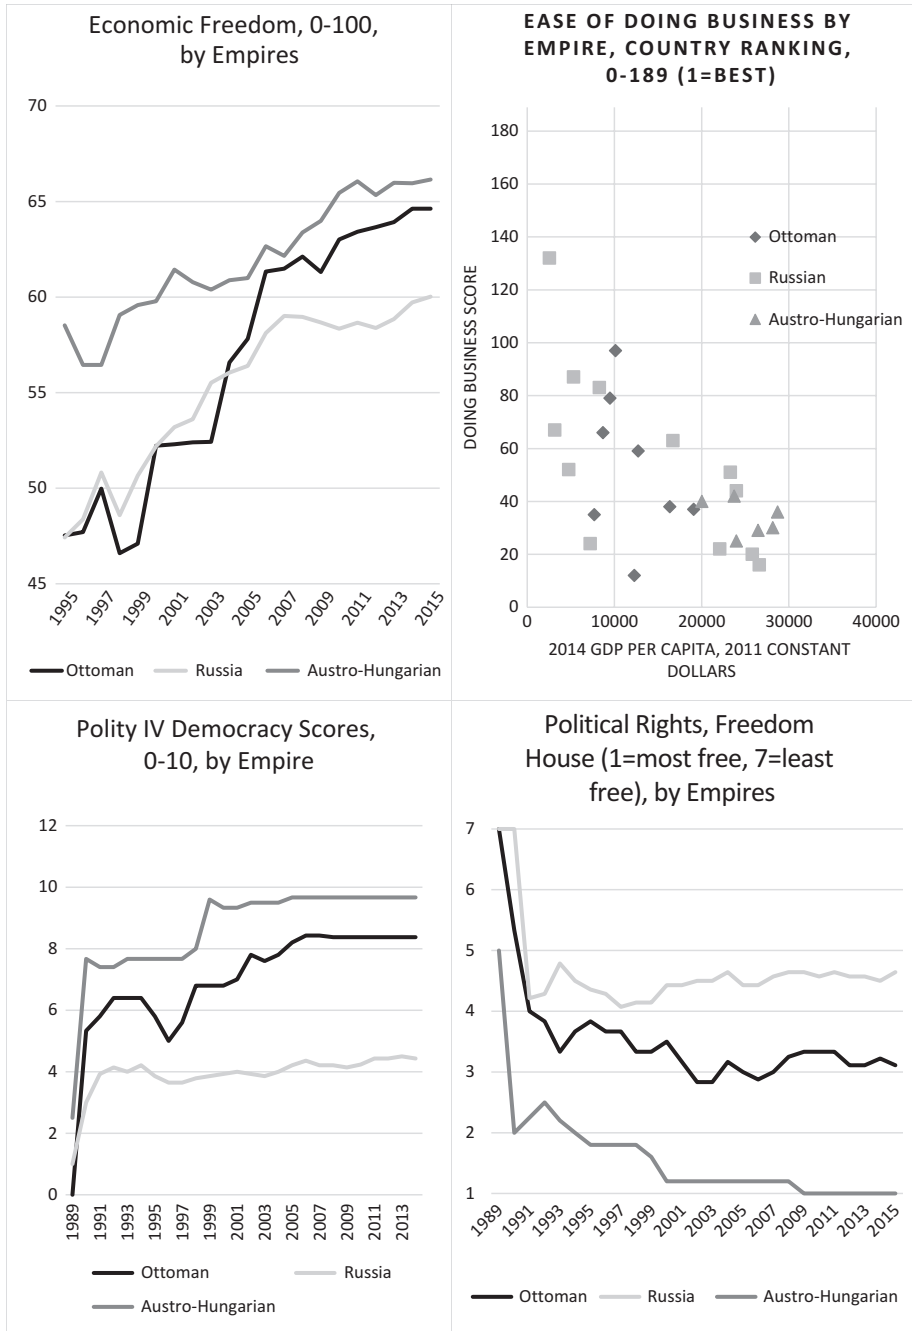 Economic Freedom, 0-100,
by Empires
70
65
60
55
50
45
1995
1997
1999
2001
2003
2005
2007
2009
2011
2013
2015
Ottoman
Russia
Austro-Hungarian
EASE OF DOING BUSINESS BY
EMPIRE, COUNTRY RANKING,
0-189 (1=BEST)
DOING BUSINESS SCORE
180
160
140
120
100
80
60
40
20
0
Ottoman
Russian
Austro-Hungarian
0
10000
20000
30000
40000
2014 GDP PER CAPITA, 2011 CONSTANT
DOLLARS
Polity IV Democracy Scores,
0-10, by Empire
12
10
8
6
4
2
0
1989
1991
1993
1995
1997
1999
2001
2003
2005
2007
2009
2011
2013
Ottoman
Russia
Austro-Hungarian
Political Rights, Freedom
House (1=most free, 7=least
free), by Empires
7
6
5
4
3
2
1
1989
1991
1993
1995
1997
1999
2001
2003
2005
2007
2009
2011
2013
2015
Ottoman
Russia
Austro-Hungarian